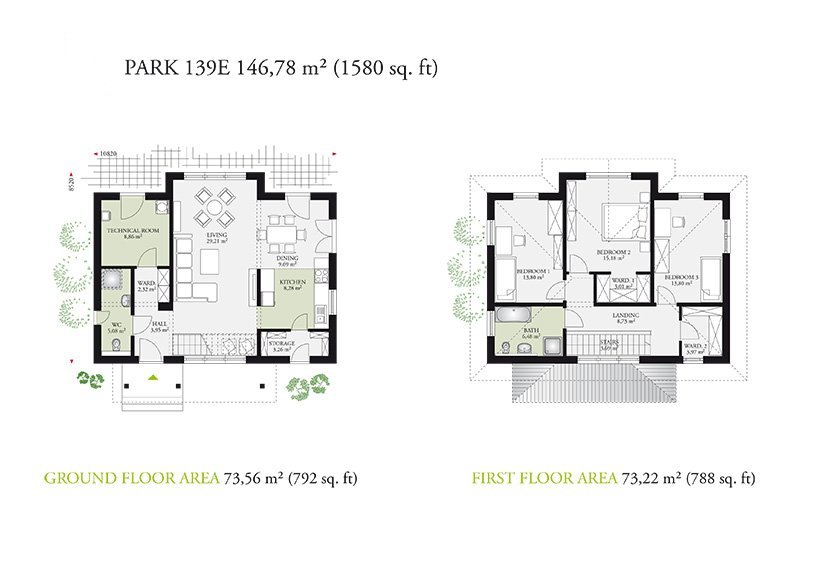 PARK 139E 146,78 m² (1580 sq. ft)
10820
8520
TECHNICAL ROOM
8,86 m²
LIVING
29,21 m²
DINING
9,09 m²
WARD.
2,32 m²
KITCHEN
8,28 m²
WC
5,08 m²
HALL
3,95 m²
STORAGE
3,26 m²
BEDROOM 1
13,80 m²
BEDROOM 2
15,18 m²
BEDROOM 3
13,80 m²
WARD. 1
3,01 m²
LANDING
8,73 m²
BATH
6,48 m²
STAIRS
3,69 m²
WARD. 2
3,97 m²
GROUND FLOOR AREA 73,56 m² (792 sq. ft)
FIRST FLOOR AREA 73,22 m² (788 sq. ft)